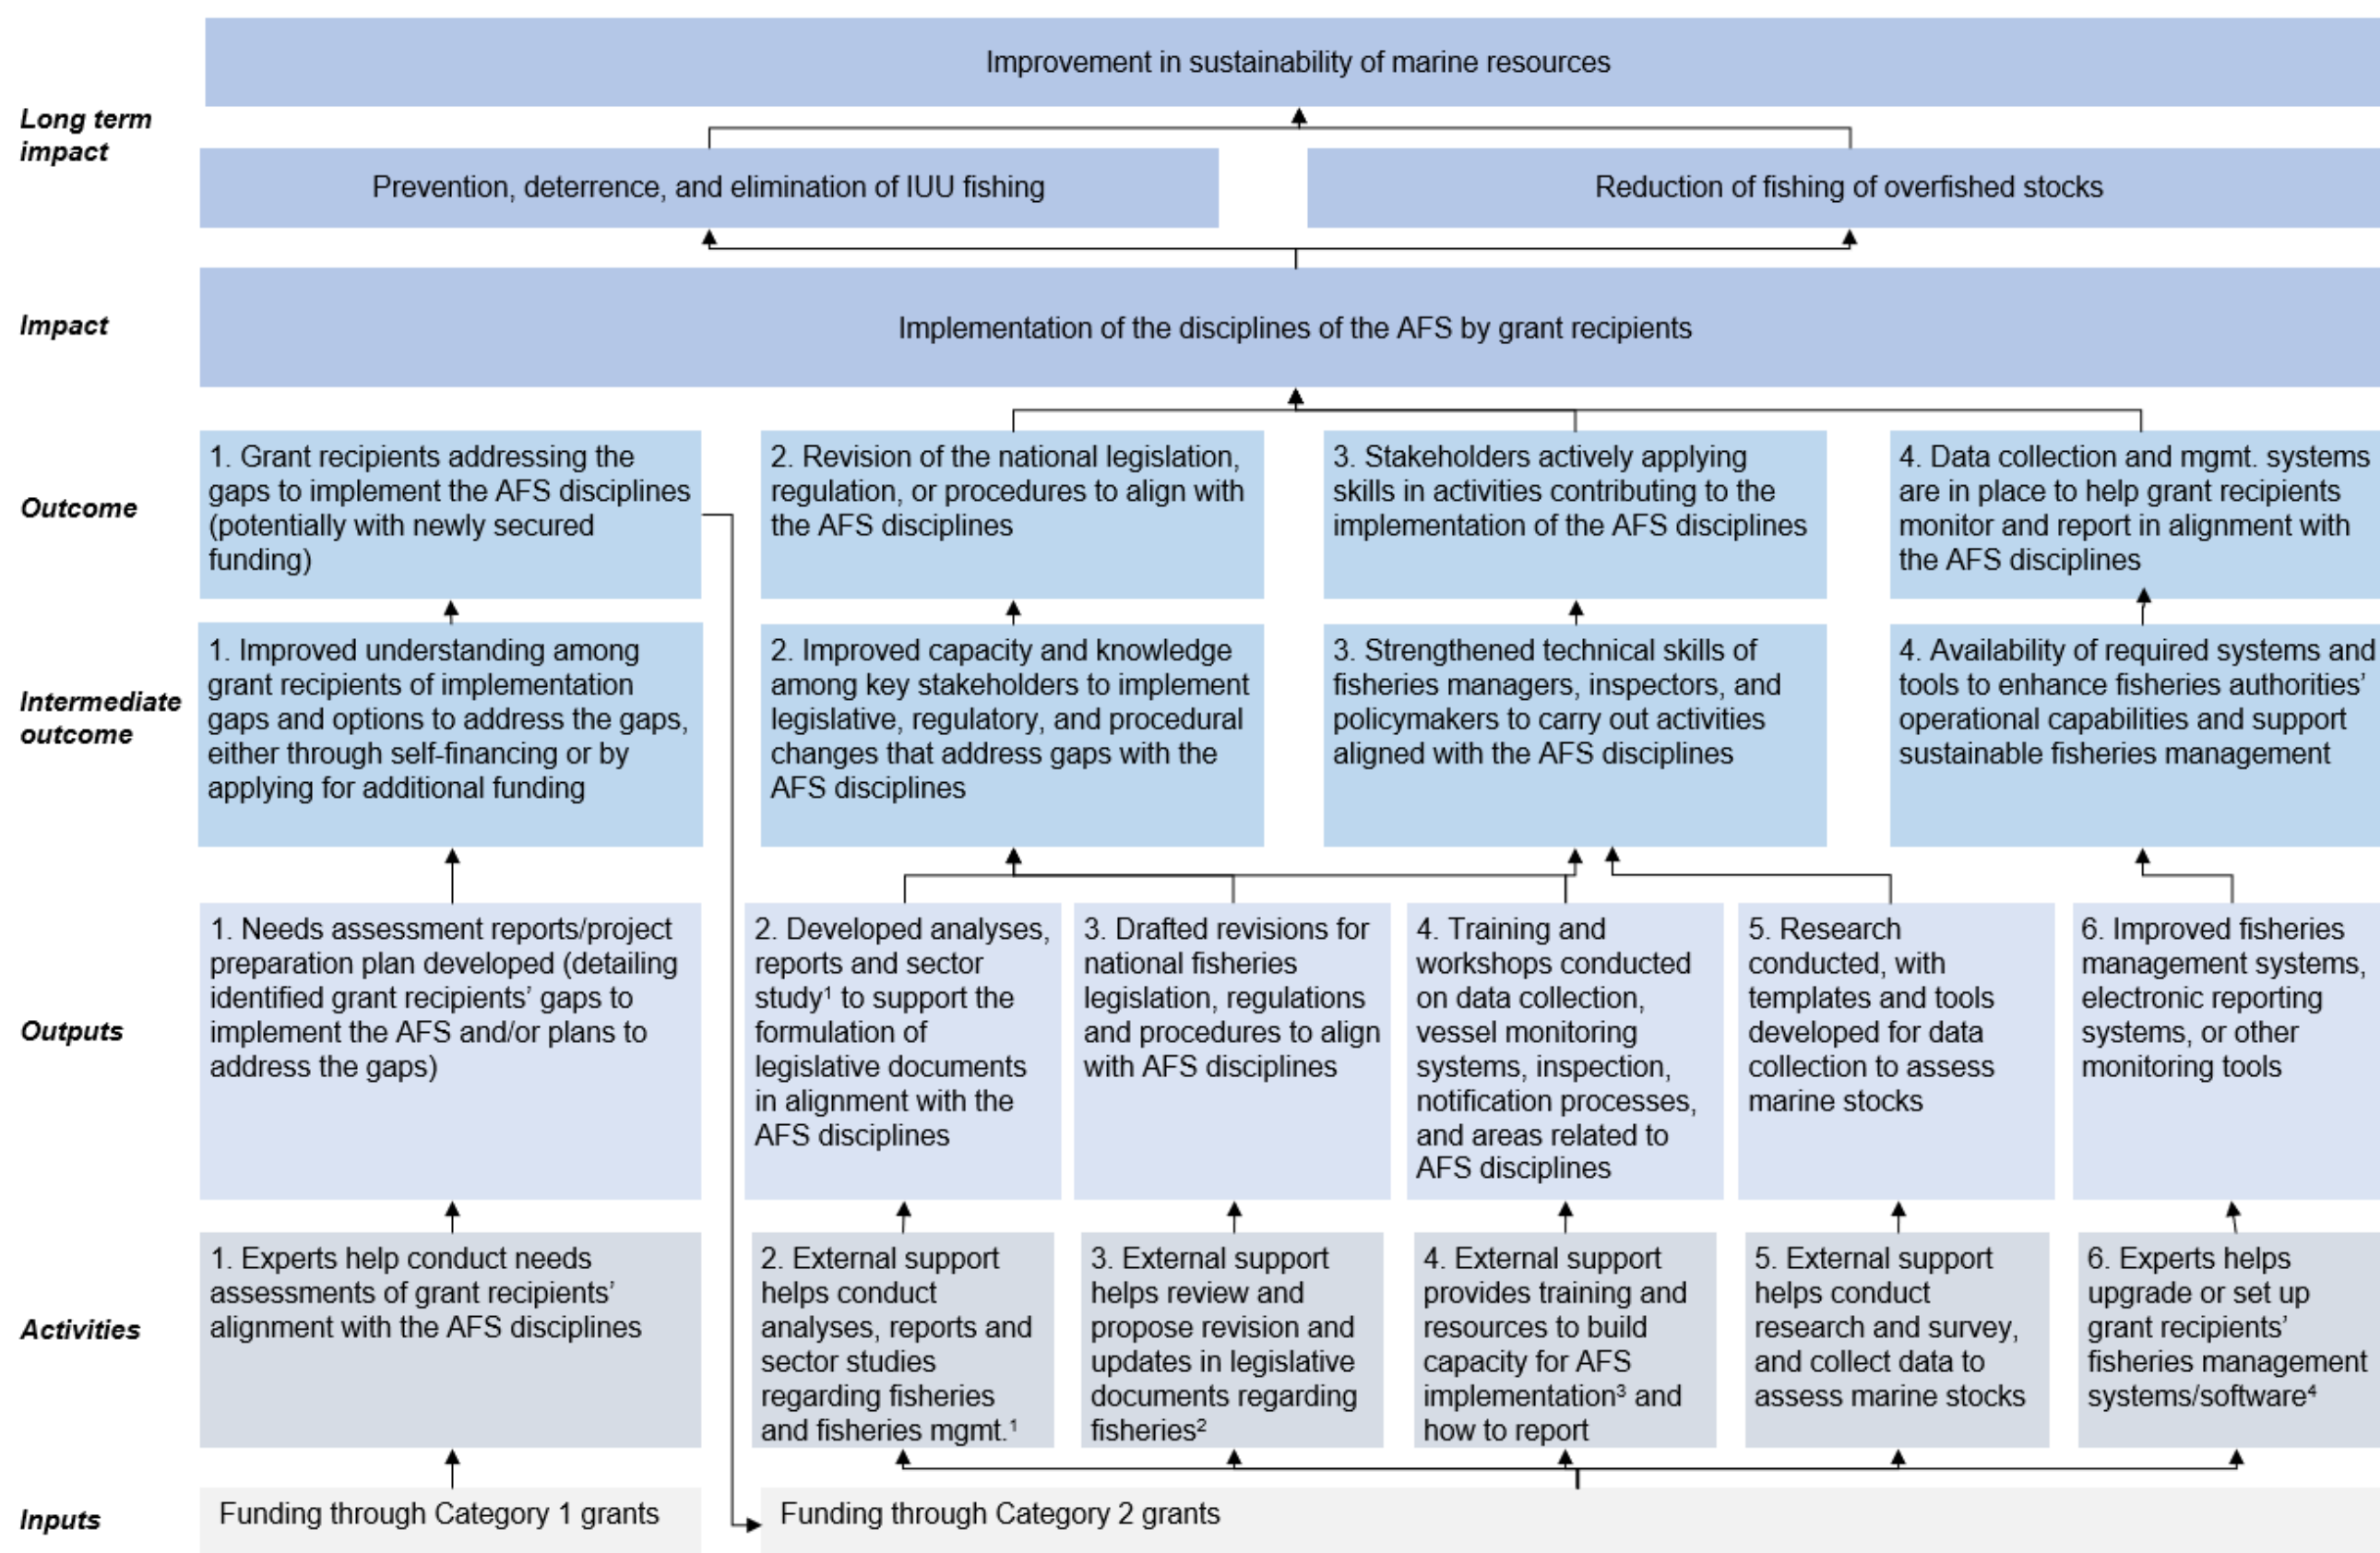 Improvement in sustainability of marine resources
Long term
impact
Prevention, deterrence, and elimination of IUU fishing
Reduction of fishing of overfished stocks
Impact
Implementation of the disciplines of the AFS by grant recipients
Outcome
1. Grant recipients addressing the
gaps to implement the AFS disciplines
(potentially with newly secured
funding)
2. Revision of the national legislation,
regulation, or procedures to align with
the AFS disciplines
3. Stakeholders actively applying
skills in activities contributing to the
implementation of the AFS disciplines
4. Data collection and mgmt. systems
are in place to help grant recipients
monitor and report in alignment with
the AFS disciplines
Intermediate
outcome
1. Improved understanding among
grant recipients of implementation
gaps and options to address the gaps,
either through self-financing or by
applying for additional funding
2. Improved capacity and knowledge
among key stakeholders to implement
legislative, regulatory, and procedural
changes that address gaps with the
AFS disciplines
3. Strengthened technical skills of
fisheries managers, inspectors, and
policymakers to carry out activities
aligned with the AFS disciplines
4. Availability of required systems and
tools to enhance fisheries authorities’
operational capabilities and support
sustainable fisheries management
Outputs
1. Needs assessment reports/project
preparation plan developed (detailing
identified grant recipients’ gaps to
implement the AFS and/or plans to
address the gaps)
2. Developed analyses,
reports and sector
study¹ to support the
formulation of
legislative documents
in alignment with the
AFS disciplines
3. Drafted revisions for
national fisheries
legislation, regulations
and procedures to align
with AFS disciplines
4. Training and
workshops conducted
on data collection,
vessel monitoring
systems, inspection,
notification processes,
and areas related to
AFS disciplines
5. Research
conducted, with
templates and tools
developed for data
collection to assess
marine stocks
6. Improved fisheries
management systems,
electronic reporting
systems, or other
monitoring tools
Activities
1. Experts help conduct needs
assessments of grant recipients’
alignment with the AFS disciplines
2. External support
helps conduct
analyses, reports and
sector studies
regarding fisheries
and fisheries mgmt.¹
3. External support
helps review and
propose revision and
updates in legislative
documents regarding
fisheries²
4. External support
provides training and
resources to build
capacity for AFS
implementation³ and
how to report
5. External support
helps conduct
research and survey,
and collect data to
assess marine stocks
6. Experts helps
upgrade or set up
grant recipients’
fisheries management
systems/software⁴
Inputs
Funding through Category 1 grants
Funding through Category 2 grants